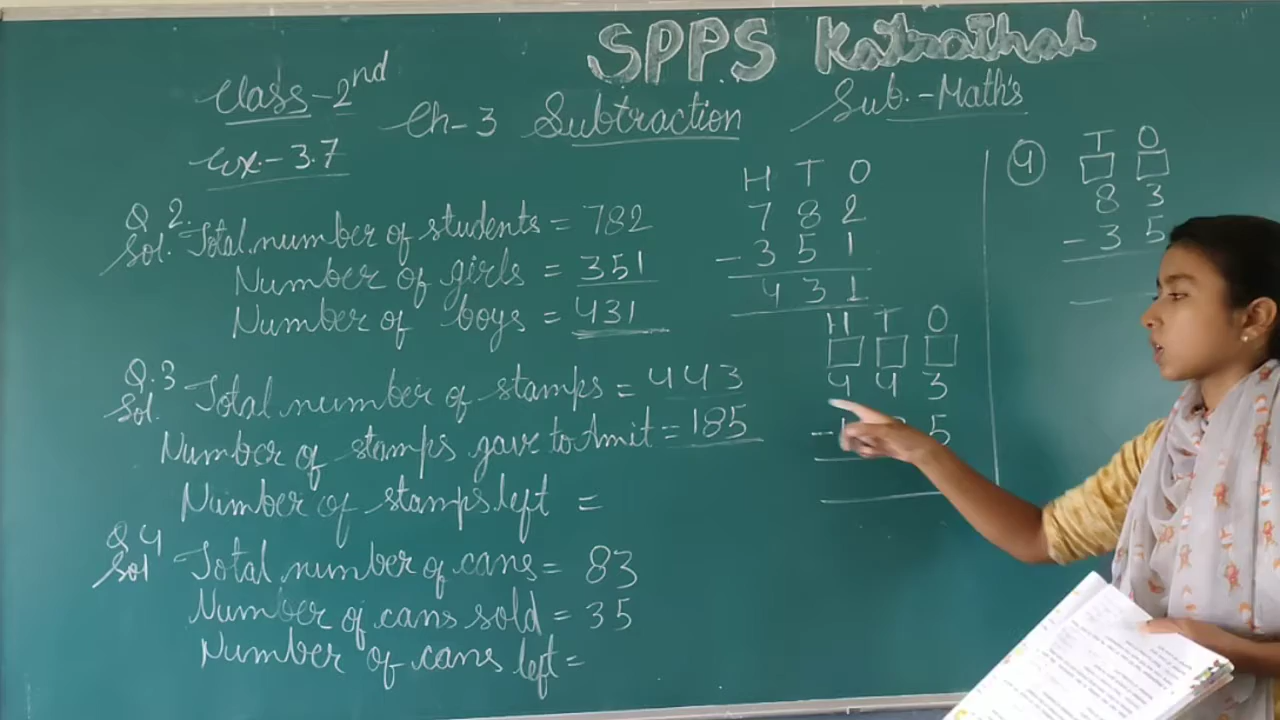 SPPS Katrathal
Class-2nd
Ch-3 Subtraction
Sub.-Math's
Ex.-3.7
Q 2.
Sol. Total number of students = 782
Number of girls = 351
Number of boys = 431
H T O
7 8 2
- 3 5 1
4 3 1
Q.3
Sol. Total number of stamps = 443
Number of stamps gave to Amit = 185
Number of stamps left =
H T O
4 4 3
- 1 8 5
Q 4
Sol Total number of cans = 83
Number of cans sold = 35
Number of cans left =
4 T O
8 3
- 3 5